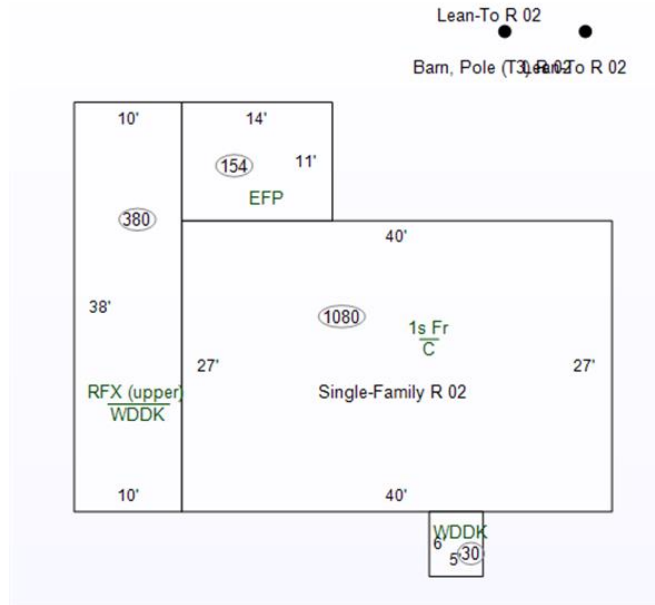 Lean-To R 02
Barn, Pole (T3) R 02
Lean-To R 02
10'
14'
154
11'
EFP
380
40'
38'
1080
1s Fr
C
27'
27'
RFX (upper)
WDDK
Single-Family R 02
10'
40'
WDDK
6'
5'
30